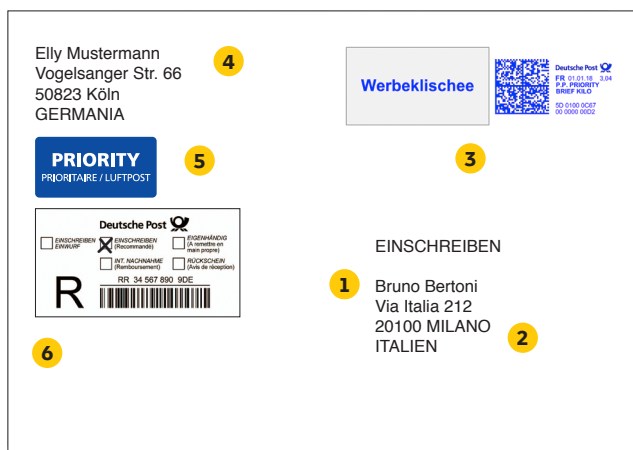 Elly Mustermann
Vogelsanger Str. 66
50823 Köln
GERMANIA
4
Werbeklischee
Deutsche Post
FR 01.01.18 3,04
P.P. PRIORITY
BRIEF KILO
5D 0100 0C67
00 0000 00D2
3
PRIORITY
PRIORITAIRE / LUFTPOST
5
Deutsche Post
EINSCHREIBEN EINWURF
EINSCHREIBEN (Recommandé)
EIGENHÄNDIG (A remettre en main propre)
INT. NACHNAHME (Remboursement)
RÜCKSCHEIN (Avis de réception)
R
RR 34 567 890 9DE
6
EINSCHREIBEN
1
Bruno Bertoni
Via Italia 212
20100 MILANO
ITALIEN
2